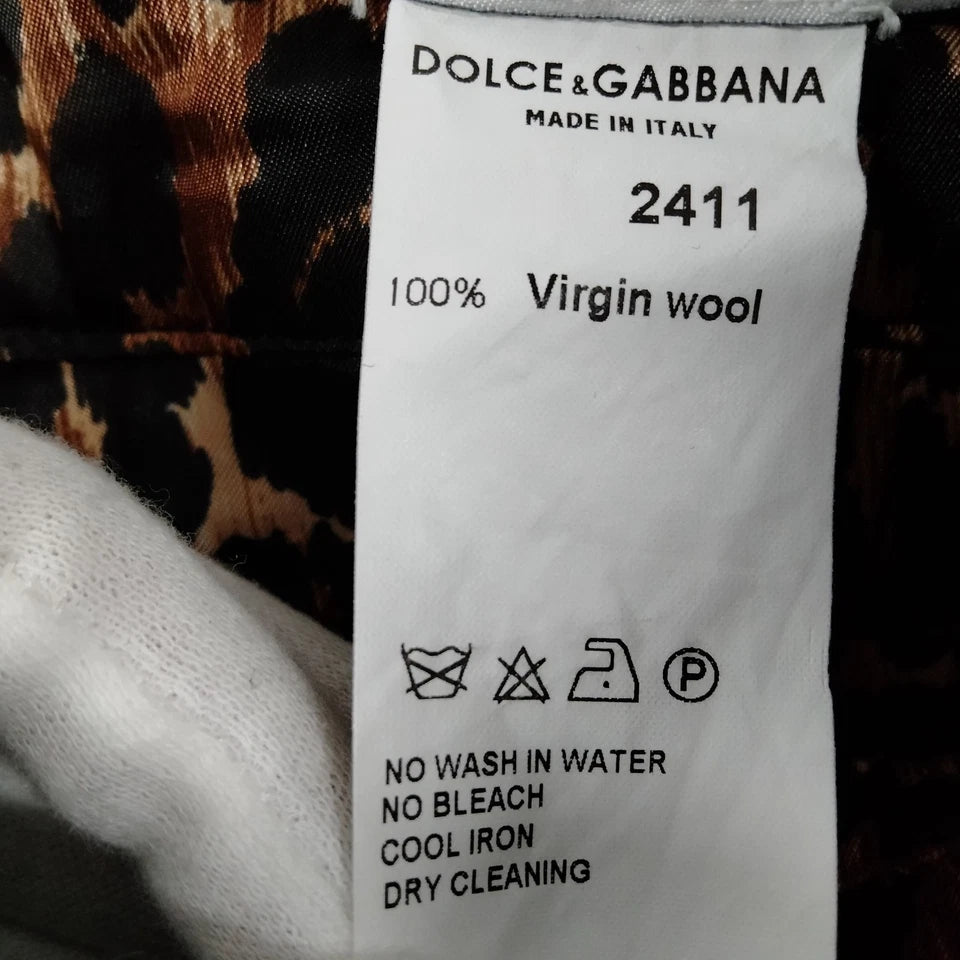 DOLCE&GABBANA
MADE IN ITALY
2411
100% Virgin wool
P
NO WASH IN WATER
NO BLEACH
COOL IRON
DRY CLEANING